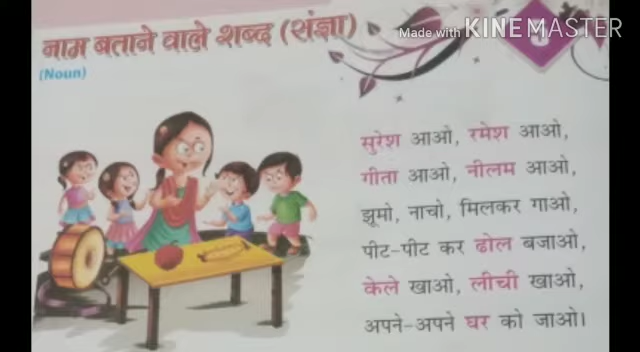 नाम बताने वाले शब्द (संज्ञा)
(Noun)
Made with KINEMASTER
सुरेश आओ, रमेश आओ,
गीता आओ, नीलम आओ,
झूमो, नाचो, मिलकर गाओ,
पीट-पीट कर ढोल बजाओ,
केले खाओ, लीची खाओ,
अपने-अपने घर को जाओ।